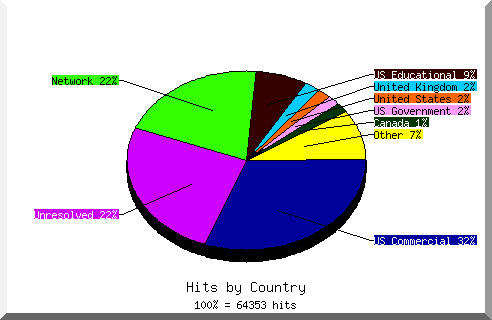 US Educational 9%
Network 22%
United Kingdom 2%
United States 2%
US Government 2%
Canada 1%
Other 7%
Unresolved 22%
US Commercial 32%
Hits by Country
100% = 64353 hits